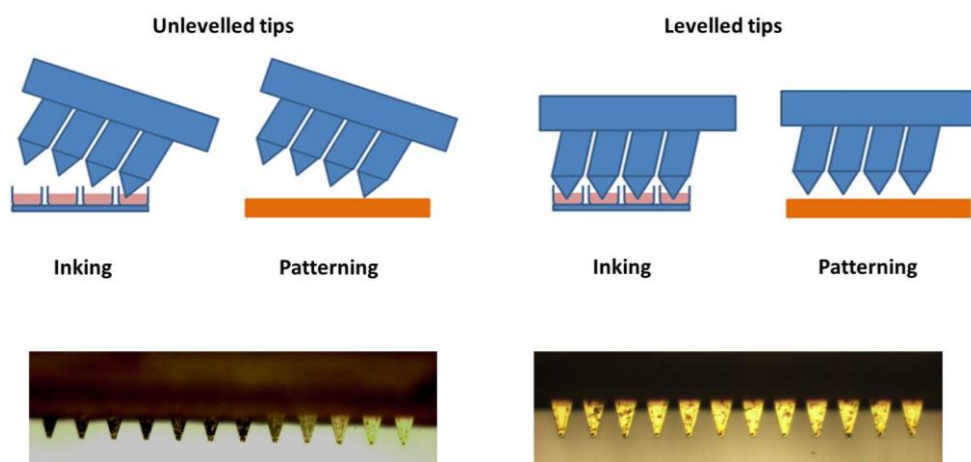 Unlevelled tips
Levelled tips
Inking
Patterning
Inking
Patterning